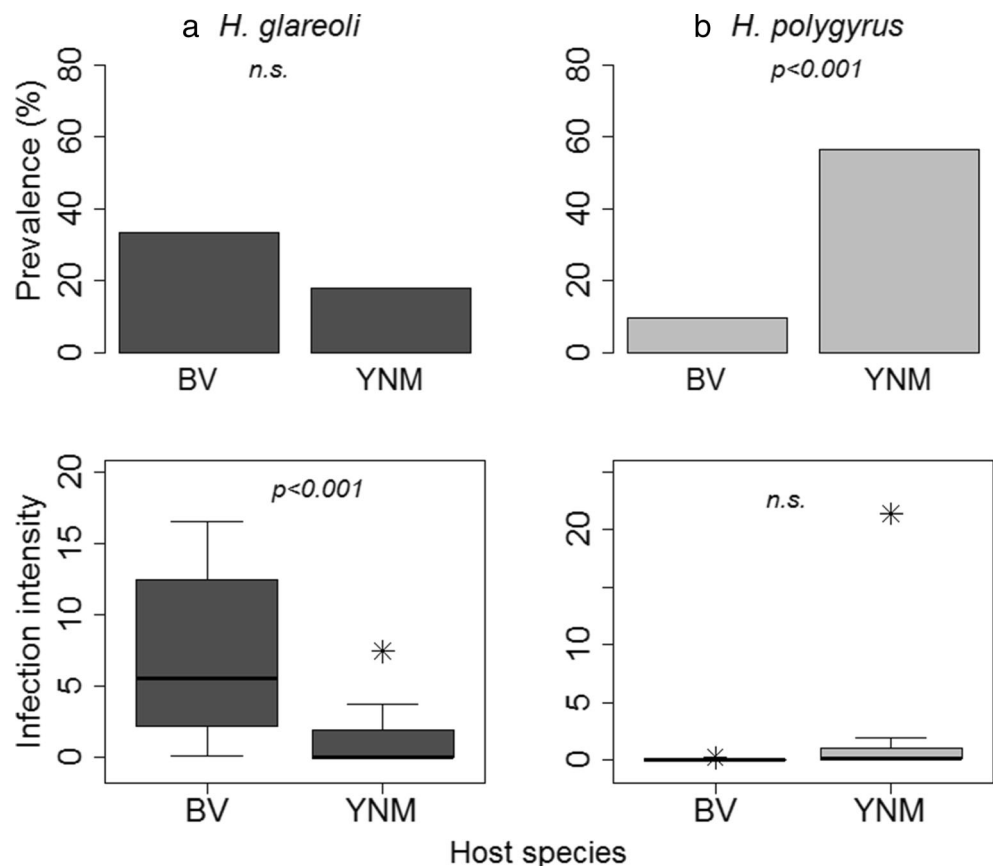 a H. glareoli
b H. polygyrus
n.s.
p<0.001
Prevalence (%)
80
60
40
20
0
BV YNM
80
60
40
20
0
BV YNM
Infection intensity
20
15
10
5
0
p<0.001
BV YNM
20
10
5
0
n.s.
BV YNM
Host species